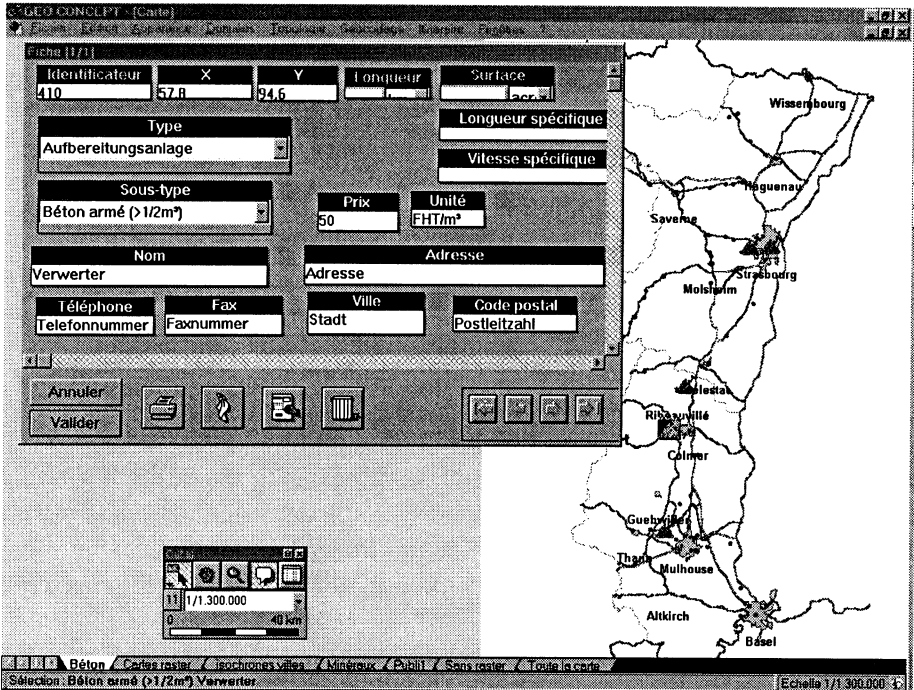 GEO CONCEPT - [Carte]
Fiche [1/1]
Identificateur X Y Longueur Surface
410 57.8 94.6 acr
Type Longueur spécifique
Aufbereitungsanlage
Vitesse spécifique
Sous-type Prix Unité
Béton armé (>1/2m³) 50 FHT/m³
Nom Adresse
Verwerter Adresse
Téléphone Fax Ville Code postal
Telefonnummer Faxnummer Stadt Postleitzahl
Annuler
Valider
Wissembourg
Haguenau
Saverne
Strasbourg
Molsheim
Ribeauvillé
Colmar
Guebwiller
Thann
Mulhouse
Altkirch
Basel
11 1/1.300.000
0 40 km
Béton Cartes raster Isochrones villes Minéraux Publi1 Sans raster Toute la carte
Sélection : Béton armé (>1/2m³) Verwerter Echelle 1/1 300 000